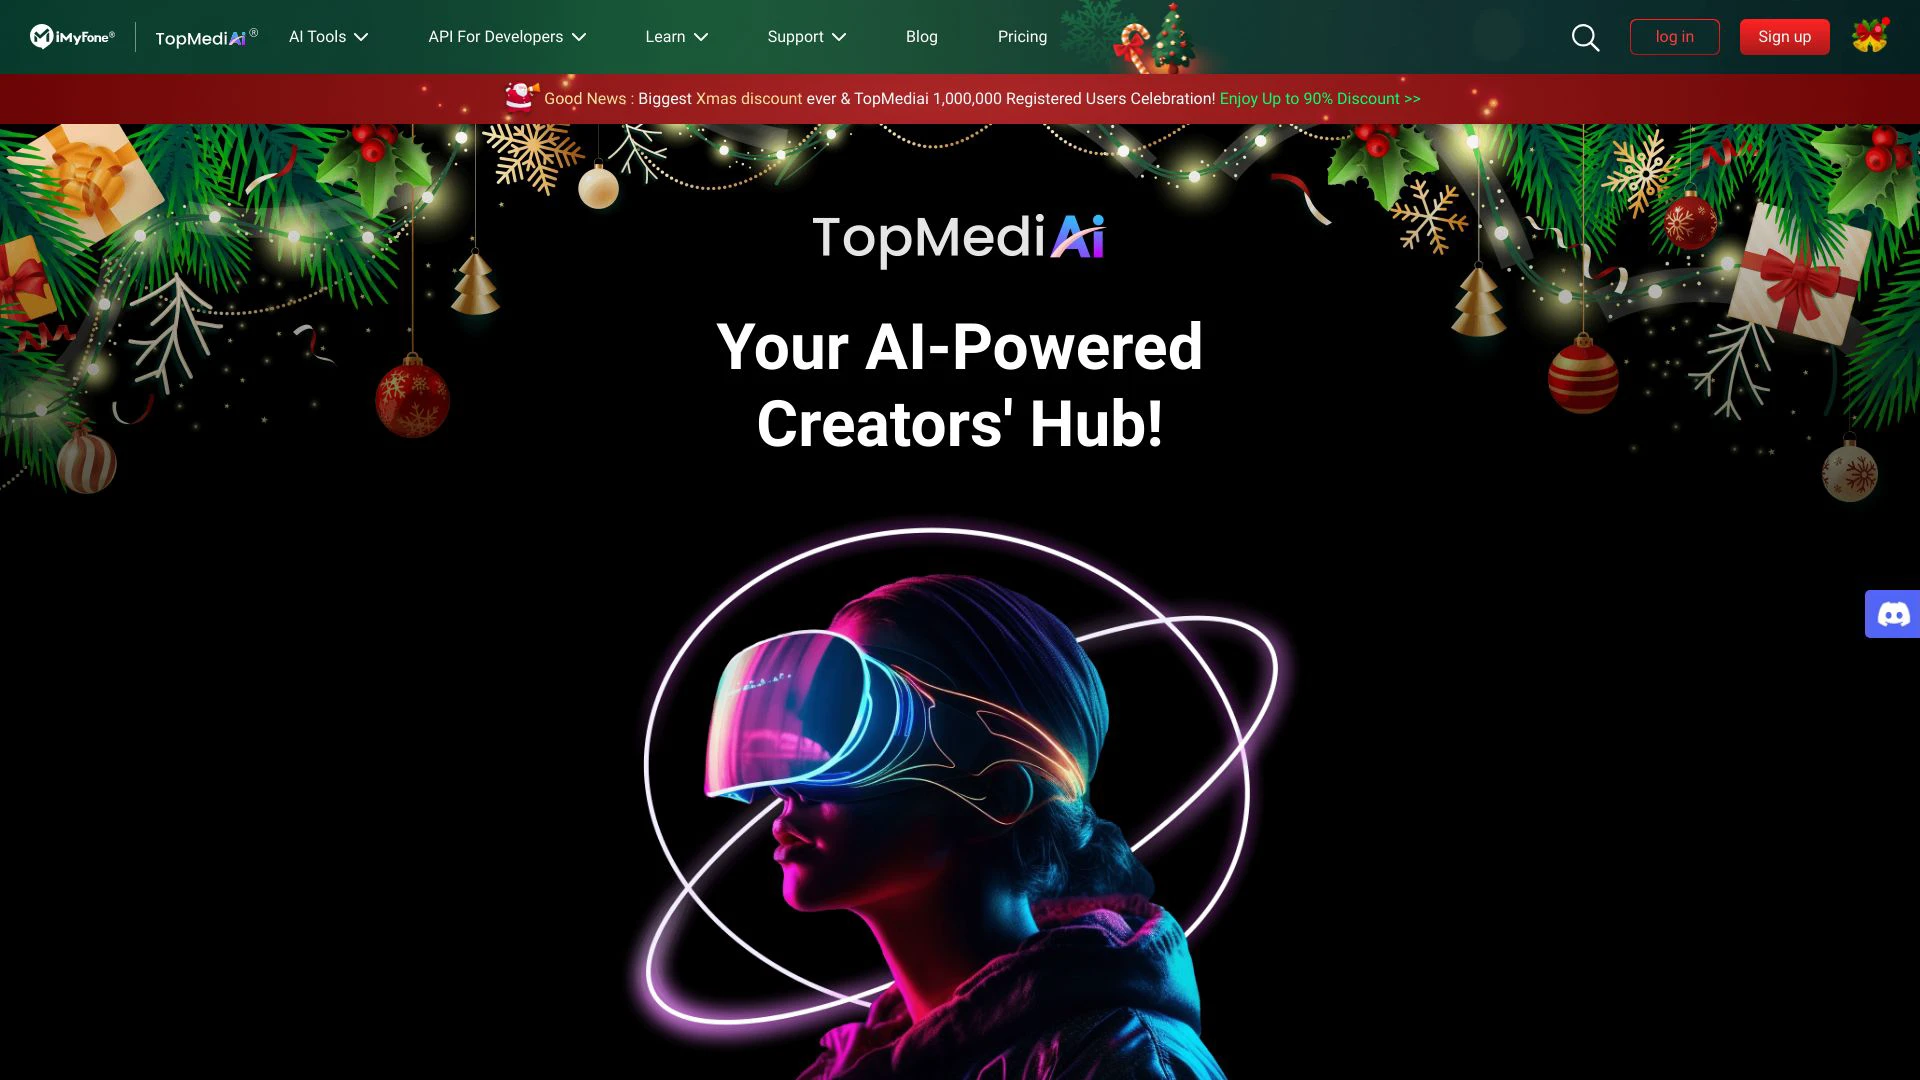 iMyFone® TopMediAi® AI Tools API For Developers Learn Support Blog Pricing log in Sign up
Good News : Biggest Xmas discount ever & TopMediai 1,000,000 Registered Users Celebration! Enjoy Up to 90% Discount >>
TopMediAi
Your AI-Powered
Creators' Hub!